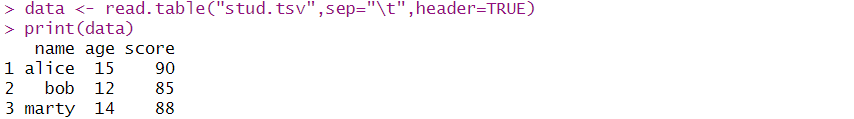 > data <- read.table("stud.tsv",sep="\t",header=TRUE)
> print(data)
   name age score
1 alice  15    90
2   bob  12    85
3 marty  14    88